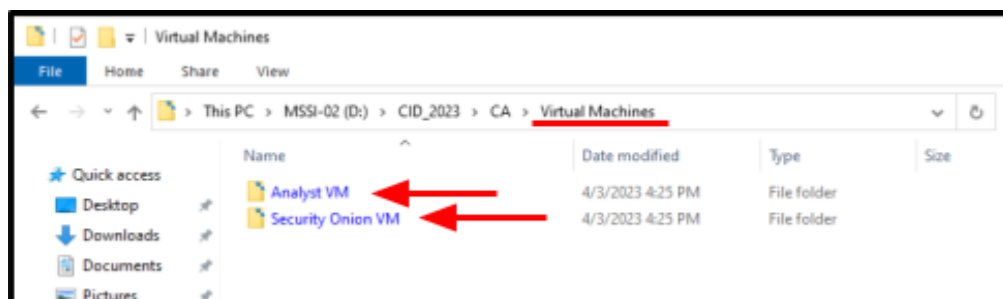 Virtual Machines
File Home Share View
This PC > MSSI-02 (D:) > CID_2023 > CA > Virtual Machines
Name Date modified Type Size
Quick access
Analyst VM 4/3/2023 4:25 PM File folder
Desktop
Security Onion VM 4/3/2023 4:25 PM File folder
Downloads
Documents
Pictures